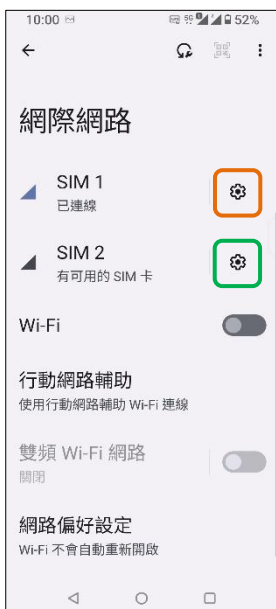 10:00 5G 52%
網際網路
SIM 1
已連線
SIM 2
有可用的 SIM 卡
Wi-Fi
行動網路輔助
使用行動網路輔助 Wi-Fi 連線
雙頻 Wi-Fi 網路
關閉
網路偏好設定
Wi-Fi 不會自動重新開啟